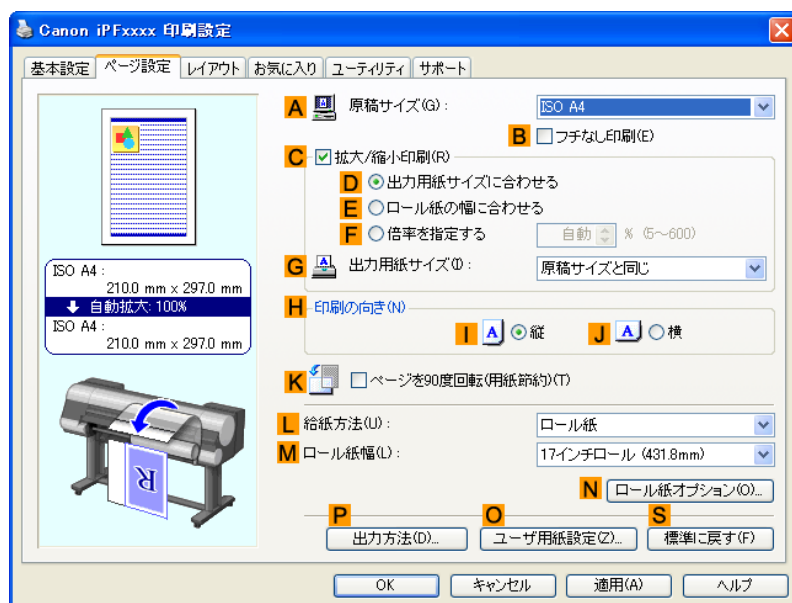 Canon iPFxxxx 印刷設定
基本設定 ページ設定 レイアウト お気に入り ユーティリティ サポート
A 原稿サイズ(G) : ISO A4
B フチなし印刷(E)
C 拡大/縮小印刷(R)
D 出力用紙サイズに合わせる
E ロール紙の幅に合わせる
F 倍率を指定する 自動 % (5~600)
G 出力用紙サイズ(I) : 原稿サイズと同じ
ISO A4 :
210.0 mm x 297.0 mm
自動拡大: 100%
ISO A4 :
210.0 mm x 297.0 mm
H 印刷の向き(N)
I A 縦 J A 横
K ページを90度回転(用紙節約)(T)
L 給紙方法(U) : ロール紙
M ロール紙幅(L) : 17インチロール (431.8mm)
R
N ロール紙オプション(O)...
P O S
出力方法(D)... ユーザ用紙設定(Z)... 標準に戻す(F)
OK キャンセル 適用(A) ヘルプ